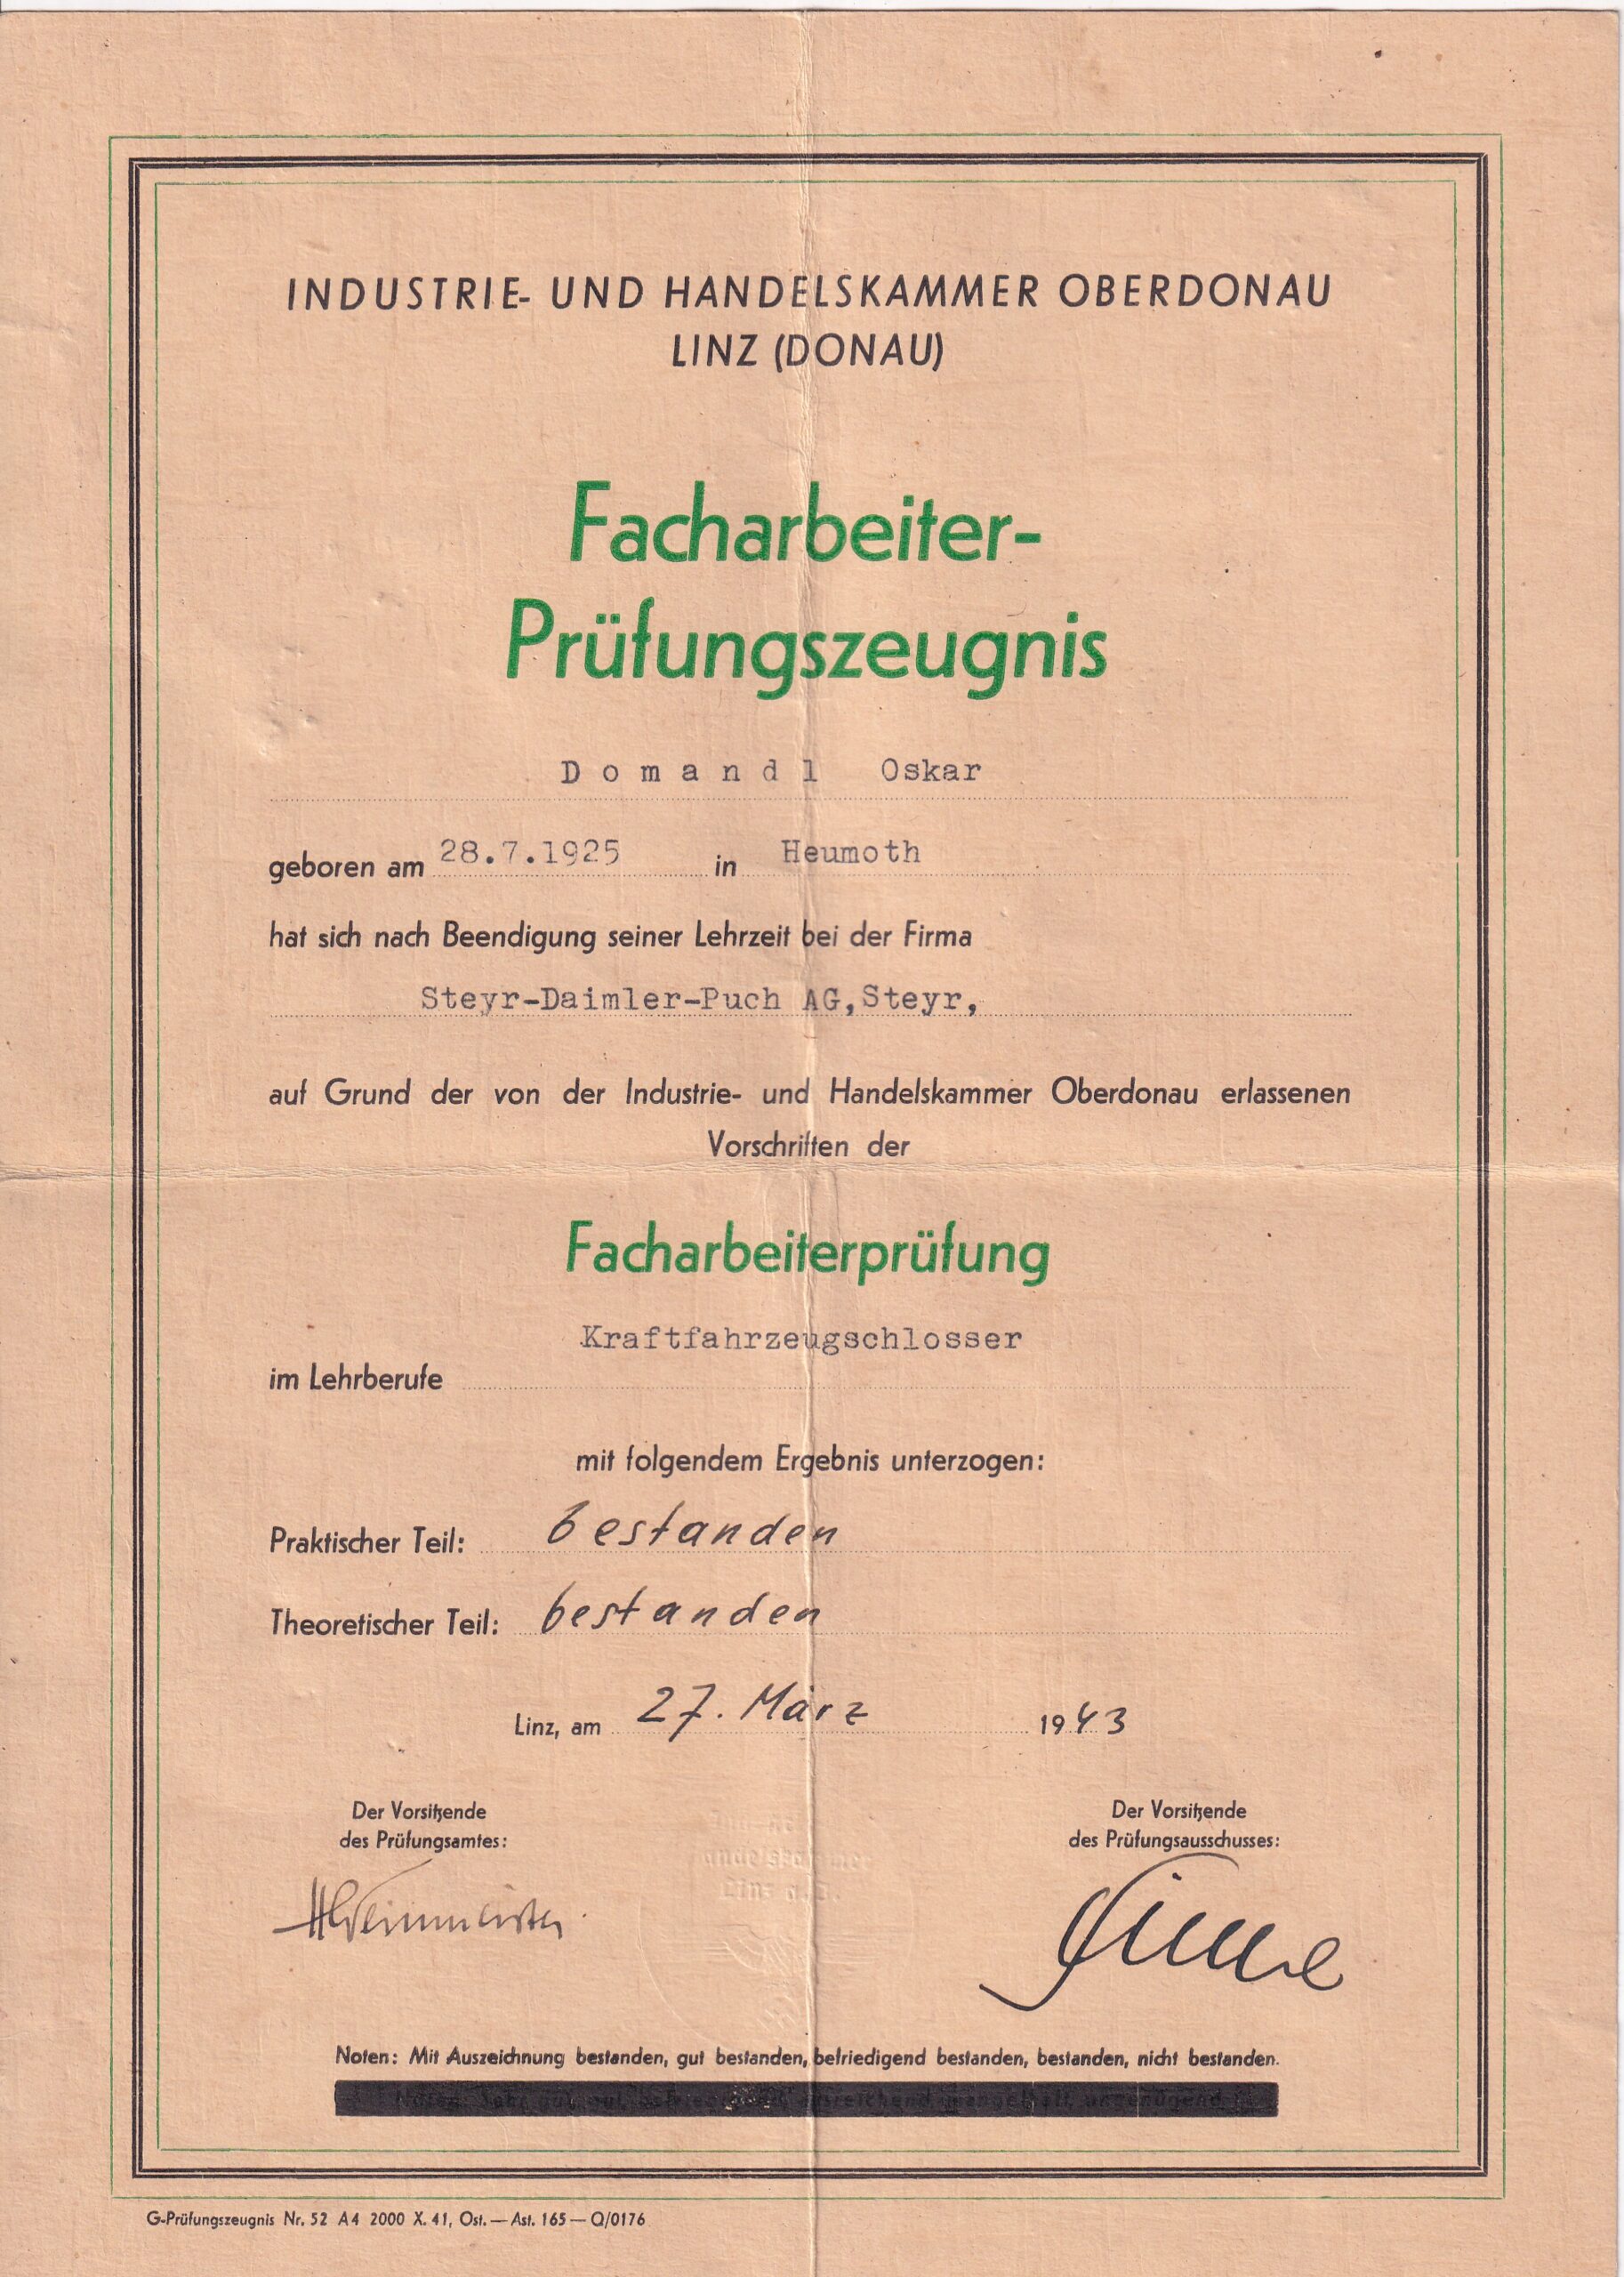 INDUSTRIE- UND HANDELSKAMMER OBERDONAU
LINZ (DONAU)
Facharbeiter-
Prüfungszeugnis
Domandl Oskar
geboren am 28.7.1925 in Heumoth
hat sich nach Beendigung seiner Lehrzeit bei der Firma
Steyr-Daimler-Puch AG,Steyr,
auf Grund der von der Industrie- und Handelskammer Oberdonau erlassenen
Vorschriften der
Facharbeiterprüfung
Kraftfahrzeugschlosser
im Lehrberufe
mit folgendem Ergebnis unterzogen:
Praktischer Teil: bestanden
Theoretischer Teil: bestanden
Linz, am 27. März 1943
Der Vorsitzende
des Prüfungsamtes:
Der Vorsitzende
des Prüfungsausschusses:
Linz a.D.
Noten: Mit Auszeichnung bestanden, gut bestanden, befriedigend bestanden, bestanden, nicht bestanden.
G-Prüfungszeugnis Nr. 52 A4 2000 X. 41, Ost. — Ast. 165 — Q/0176